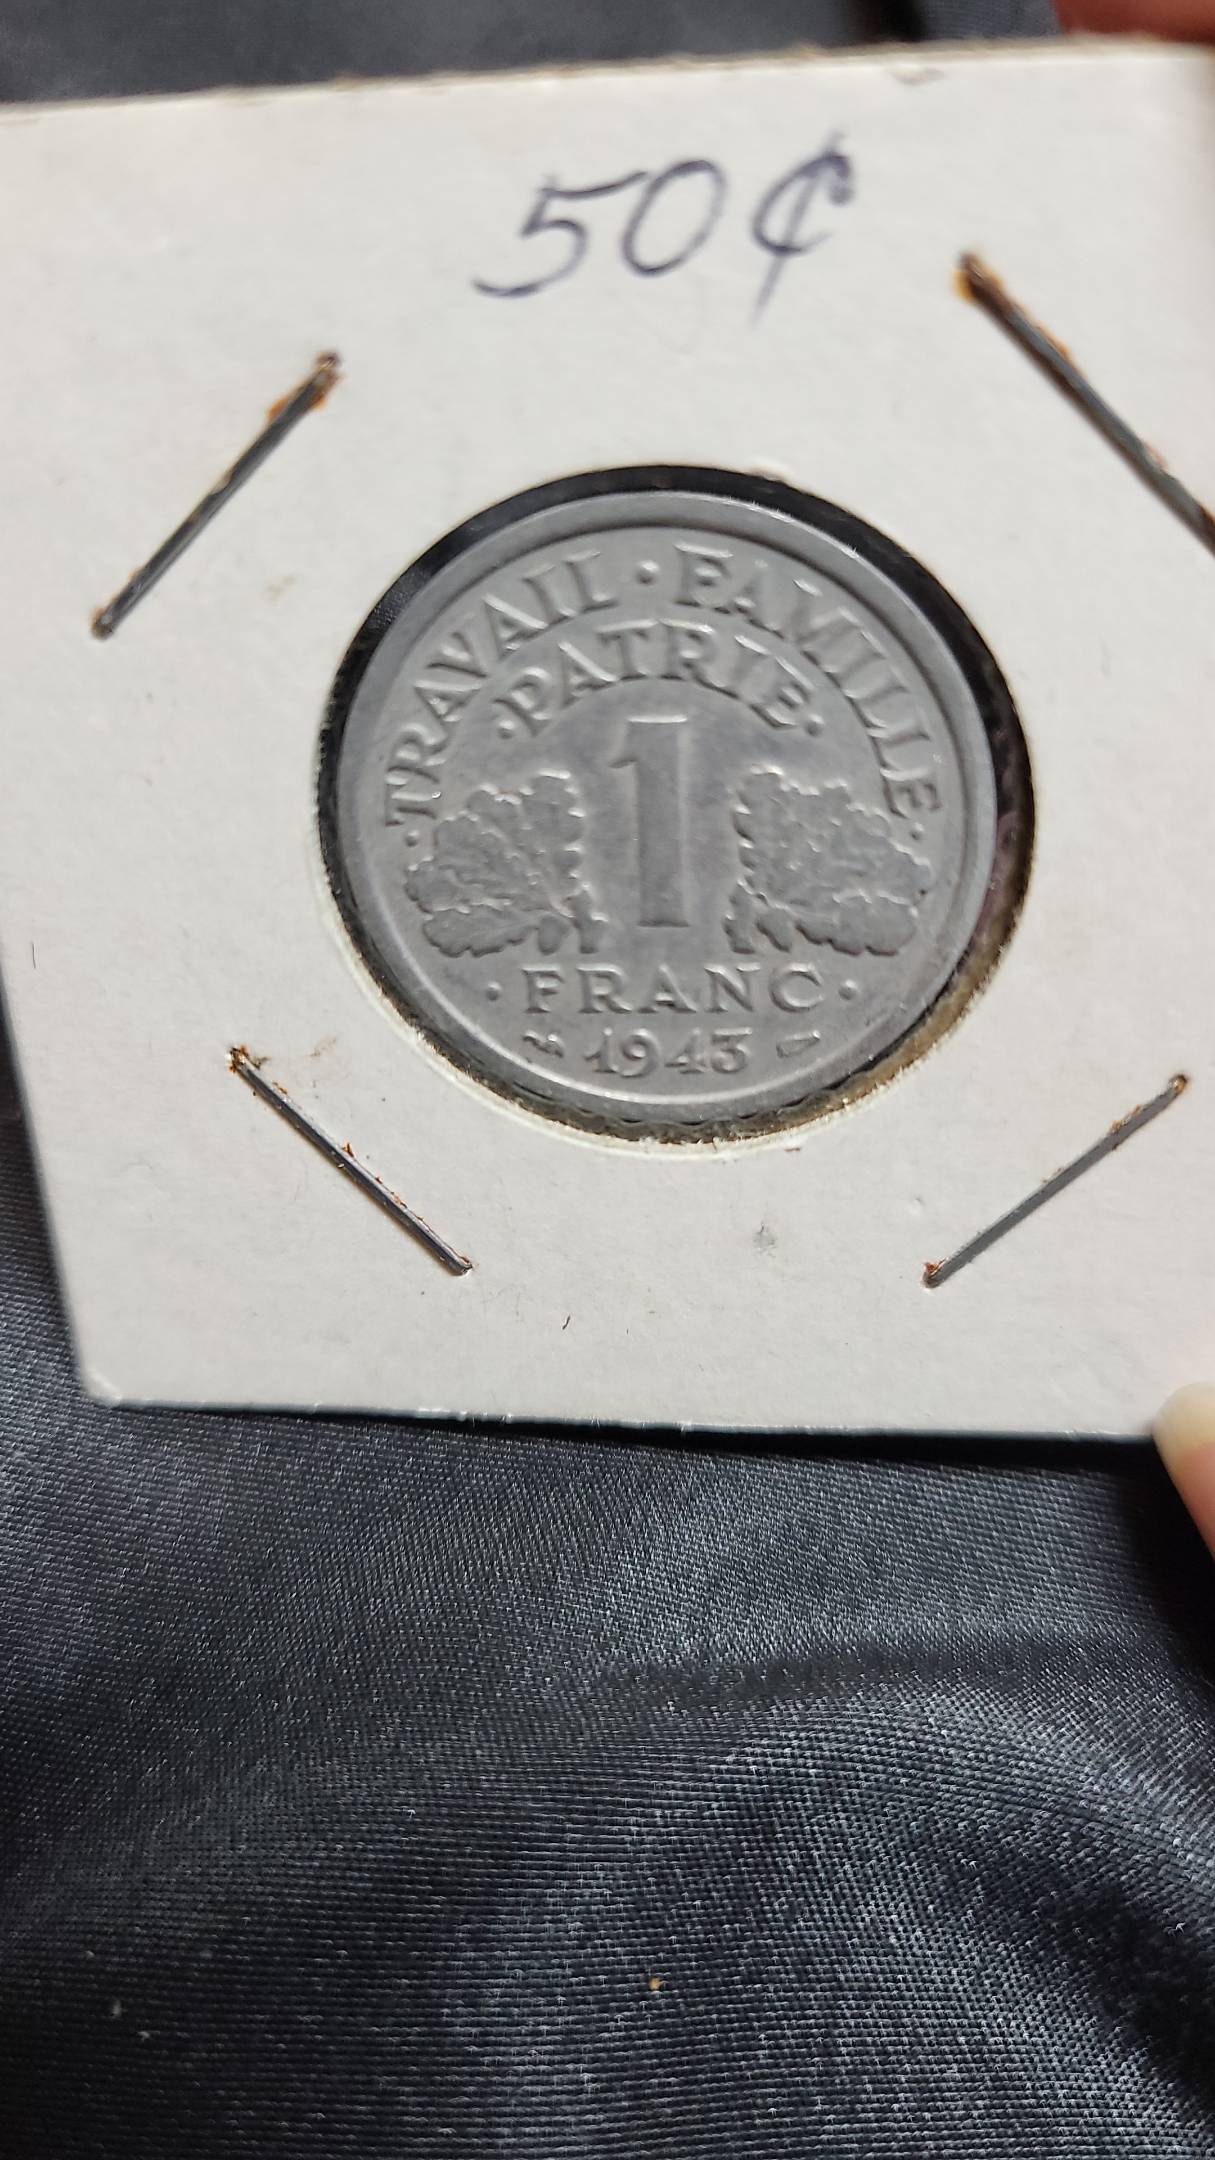 50¢
·TRAVAIL·FAMILLE·
·PATRIE·
1
·FRANC·
1943